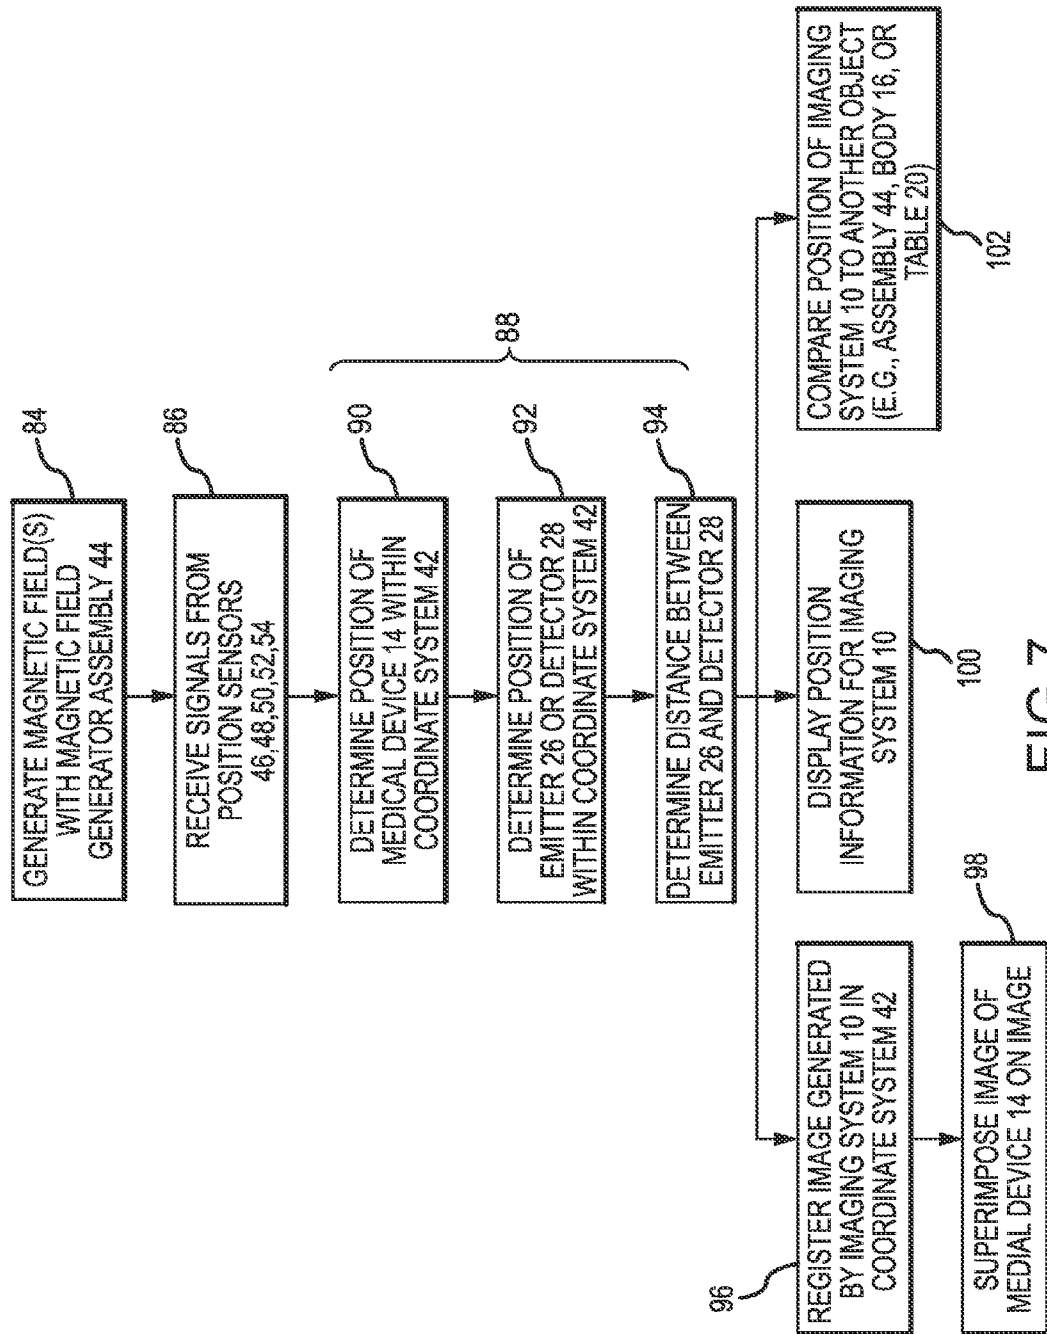 84
GENERATE MAGNETIC FIELD(S)
WITH MAGNETIC FIELD
GENERATOR ASSEMBLY 44
86
RECEIVE SIGNALS FROM
POSITION SENSORS
46,48,50,52,54
88
90
DETERMINE POSITION OF
MEDICAL DEVICE 14 WITHIN
COORDINATE SYSTEM 42
92
DETERMINE POSITION OF
EMITTER 26 OR DETECTOR 28
WITHIN COORDINATE SYSTEM 42
94
DETERMINE DISTANCE BETWEEN
EMITTER 26 AND DETECTOR 28
96
REGISTER IMAGE GENERATED
BY IMAGING SYSTEM 10 IN
COORDINATE SYSTEM 42
98
SUPERIMPOSE IMAGE OF
MEDIAL DEVICE 14 ON IMAGE
DISPLAY POSITION
INFORMATION FOR IMAGING
SYSTEM 10
100
COMPARE POSITION OF IMAGING
SYSTEM 10 TO ANOTHER OBJECT
(E.G., ASSEMBLY 44, BODY 16, OR
TABLE 20)
102
FIG. 7